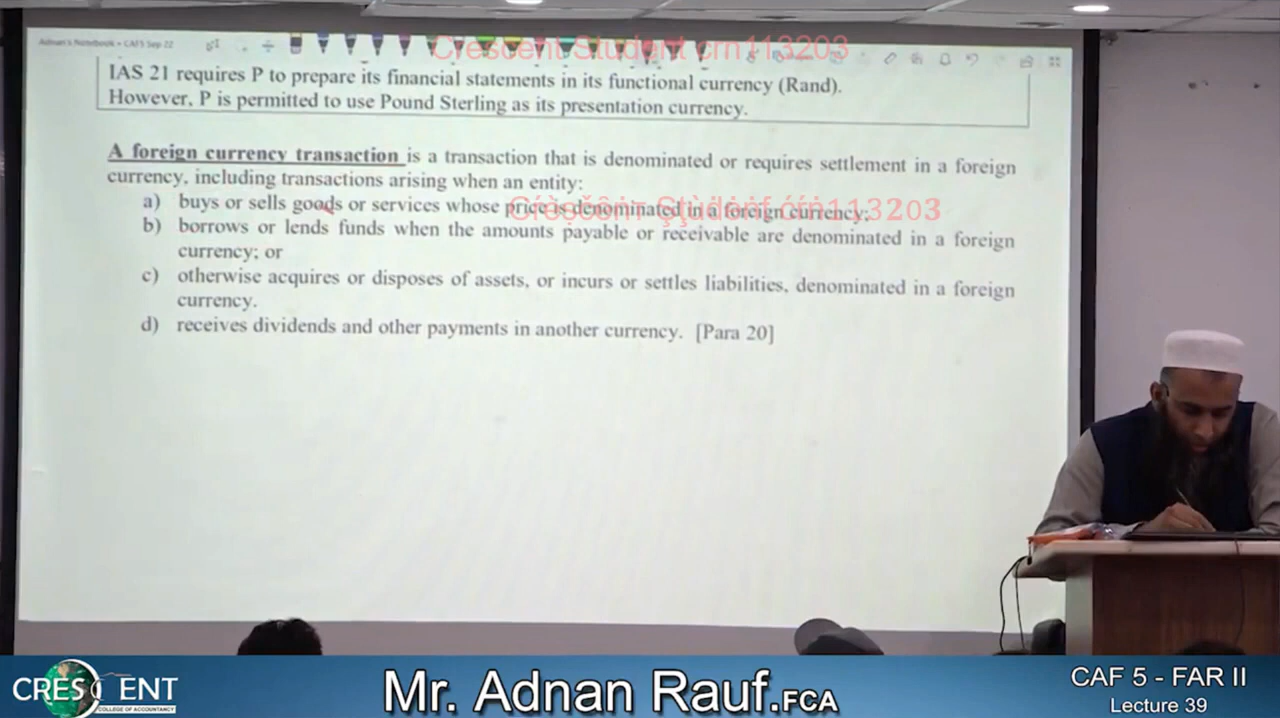 Adnan's Notebook • CAF5 Sep 22
Crescent Student crn113203
IAS 21 requires P to prepare its financial statements in its functional currency (Rand).
However, P is permitted to use Pound Sterling as its presentation currency.
A foreign currency transaction is a transaction that is denominated or requires settlement in a foreign
currency, including transactions arising when an entity:
a) buys or sells goods or services whose price is denominated in a foreign currency;
113203
b) borrows or lends funds when the amounts payable or receivable are denominated in a foreign
currency; or
c) otherwise acquires or disposes of assets, or incurs or settles liabilities, denominated in a foreign
currency.
d) receives dividends and other payments in another currency. [Para 20]
CRESCENT
COLLEGE OF ACCOUNTANCY
Mr. Adnan Rauf.FCA
CAF 5 - FAR II
Lecture 39